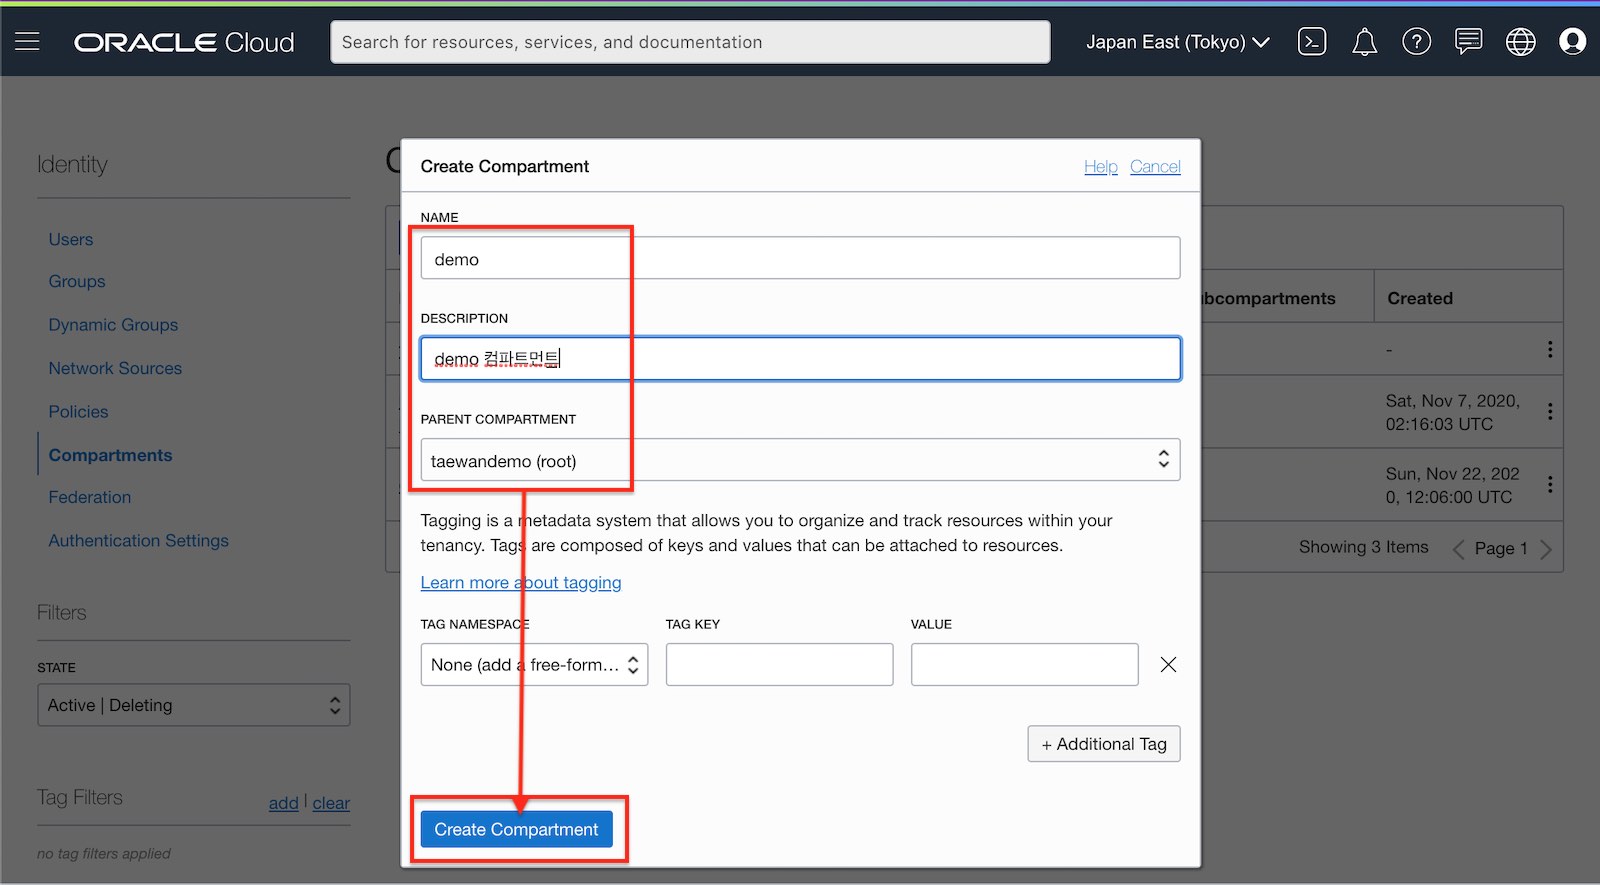 ORACLE Cloud
Search for resources, services, and documentation
Japan East (Tokyo)
Identity
Users
Groups
Dynamic Groups
Network Sources
Policies
Compartments
Federation
Authentication Settings
Filters
STATE
Active | Deleting
Tag Filters
add | clear
no tag filters applied
C
Create Compartment
Help Cancel
NAME
demo
DESCRIPTION
demo 컴파트먼트
PARENT COMPARTMENT
taewandemo (root)
Tagging is a metadata system that allows you to organize and track resources within your
tenancy. Tags are composed of keys and values that can be attached to resources.
Learn more about tagging
TAG NAMESPACE TAG KEY VALUE
None (add a free-form...
+ Additional Tag
Create Compartment
bcompartments Created
-
Sat, Nov 7, 2020,
02:16:03 UTC
Sun, Nov 22, 202
0, 12:06:00 UTC
Showing 3 Items Page 1